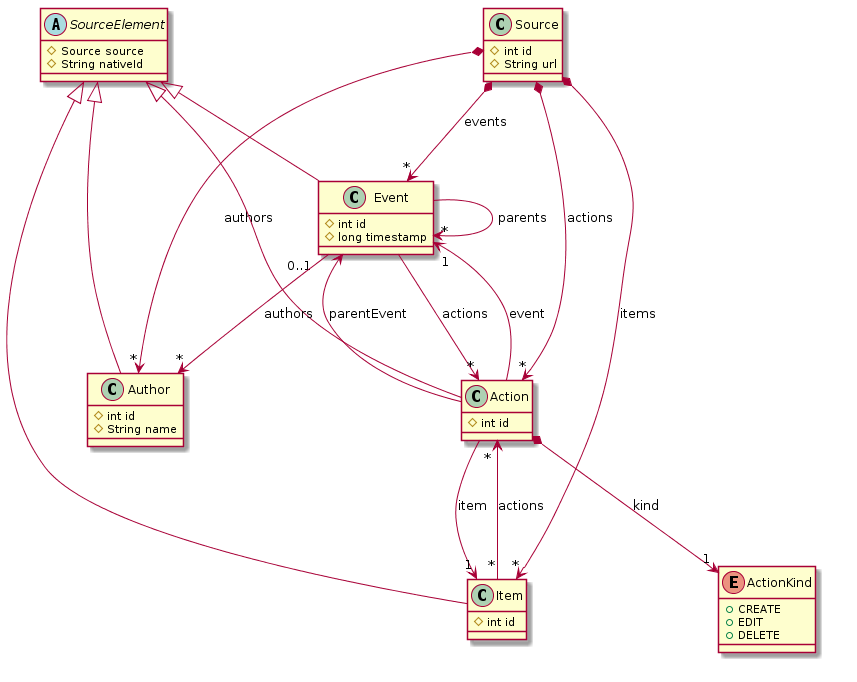 A SourceElement
Source source
String nativeId
C Source
int id
String url
events
*
C Event
int id
long timestamp
parents
*
authors
actions
0..1
1
authors
parentEvent
actions
event
items
*
*
*
*
C Author
int id
String name
C Action
int id
*
item
actions
kind
1
*
*
1
C Item
int id
E ActionKind
CREATE
EDIT
DELETE